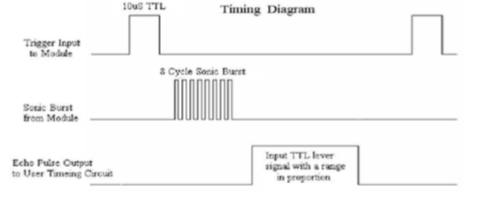 10uS TTL
Timing Diagram
Trigger Input
to Module
8 Cycle Sonic Burst
Sonic Burst
from Module
Echo Pulse Output
to User Timeing Circuit
Input TTL lever
signal with a range
in proportion